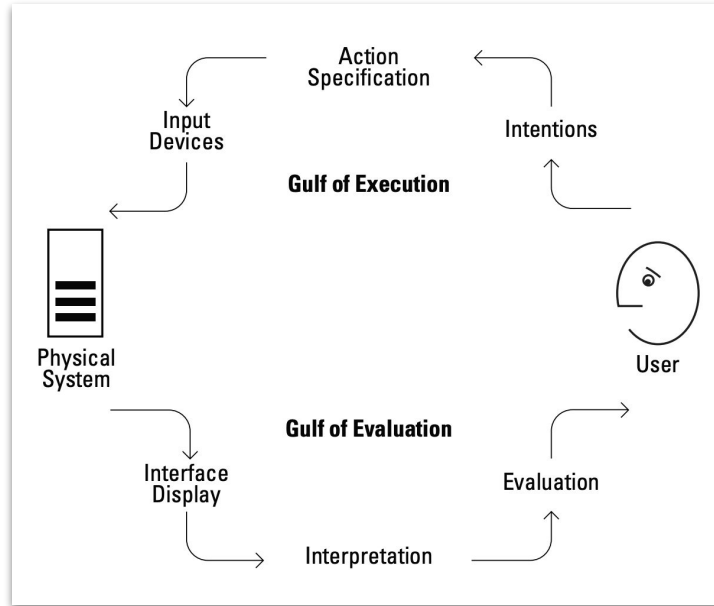 Action
Specification
Input
Devices
Intentions
Gulf of Execution
Physical
System
User
Gulf of Evaluation
Interface
Display
Evaluation
Interpretation